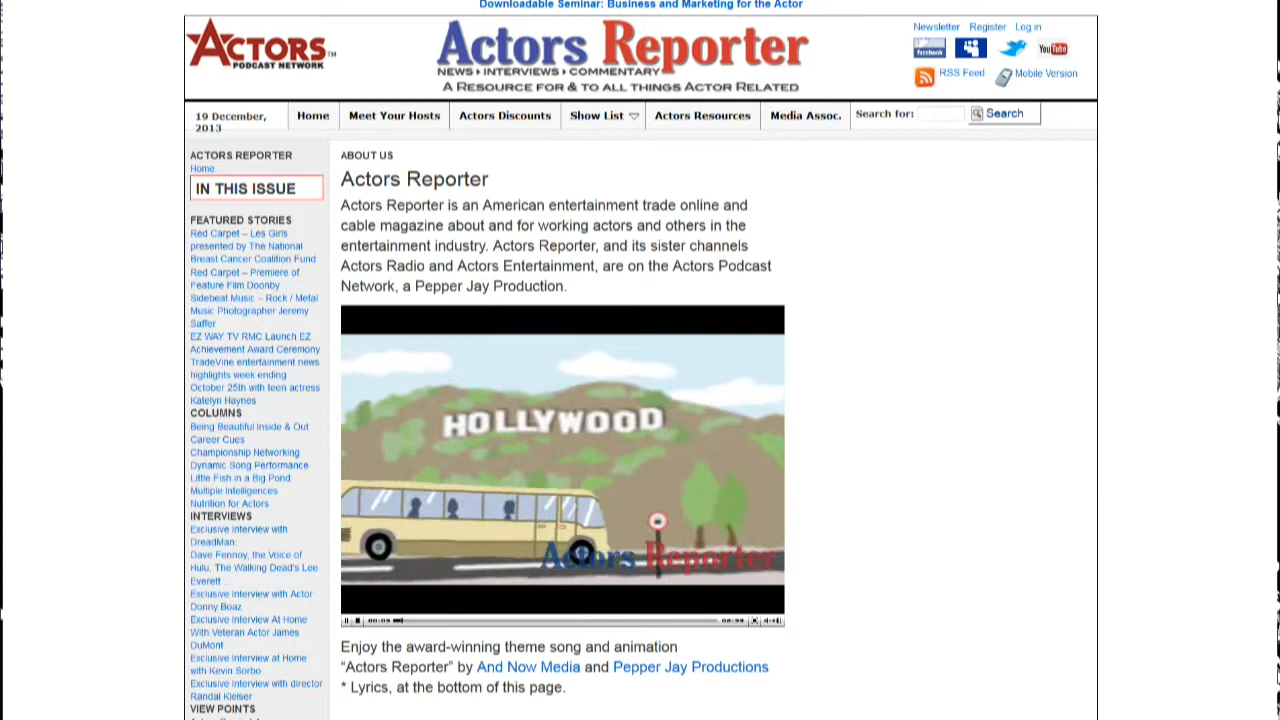 Downloadable Seminar: Business and Marketing for the Actor
ACTORS™
PODCAST NETWORK
Actors Reporter
NEWS • INTERVIEWS • COMMENTARY
A RESOURCE FOR & TO ALL THINGS ACTOR RELATED
Newsletter Register Log in
facebook
YouTube
RSS Feed
Mobile Version
19 December, 2013
Home
Meet Your Hosts
Actors Discounts
Show List
Actors Resources
Media Assoc.
Search for:
Search
ACTORS REPORTER
Home
IN THIS ISSUE
FEATURED STORIES
Red Carpet – Les Girls
presented by The National
Breast Cancer Coalition Fund
Red Carpet – Premiere of
Feature Film Doonby
Sidebeat Music – Rock / Metal
Music Photographer Jeremy
Saffer
EZ WAY TV RMC Launch EZ
Achievement Award Ceremony
TradeVine entertainment news
highlights week ending
October 25th with teen actress
Katelyn Haynes
COLUMNS
Being Beautiful Inside & Out
Career Cues
Championship Networking
Dynamic Song Performance
Little Fish in a Big Pond
Multiple Intelligences
Nutrition for Actors
INTERVIEWS
Exclusive interview with
DreadMan
Dave Fennoy, the Voice of
Hulu, The Walking Dead's Lee
Everett
Exclusive Interview with Actor
Donny Boaz
Exclusive Interview At Home
With Veteran Actor James
DuMont
Exclusive Interview at Home
with Kevin Sorbo
Exclusive Interview with director
Randal Kleiser
VIEW POINTS
ABOUT US
Actors Reporter
Actors Reporter is an American entertainment trade online and
cable magazine about and for working actors and others in the
entertainment industry. Actors Reporter, and its sister channels
Actors Radio and Actors Entertainment, are on the Actors Podcast
Network, a Pepper Jay Production.
HOLLYWOOD
Actors Reporter
Enjoy the award-winning theme song and animation
“Actors Reporter” by And Now Media and Pepper Jay Productions
* Lyrics, at the bottom of this page.